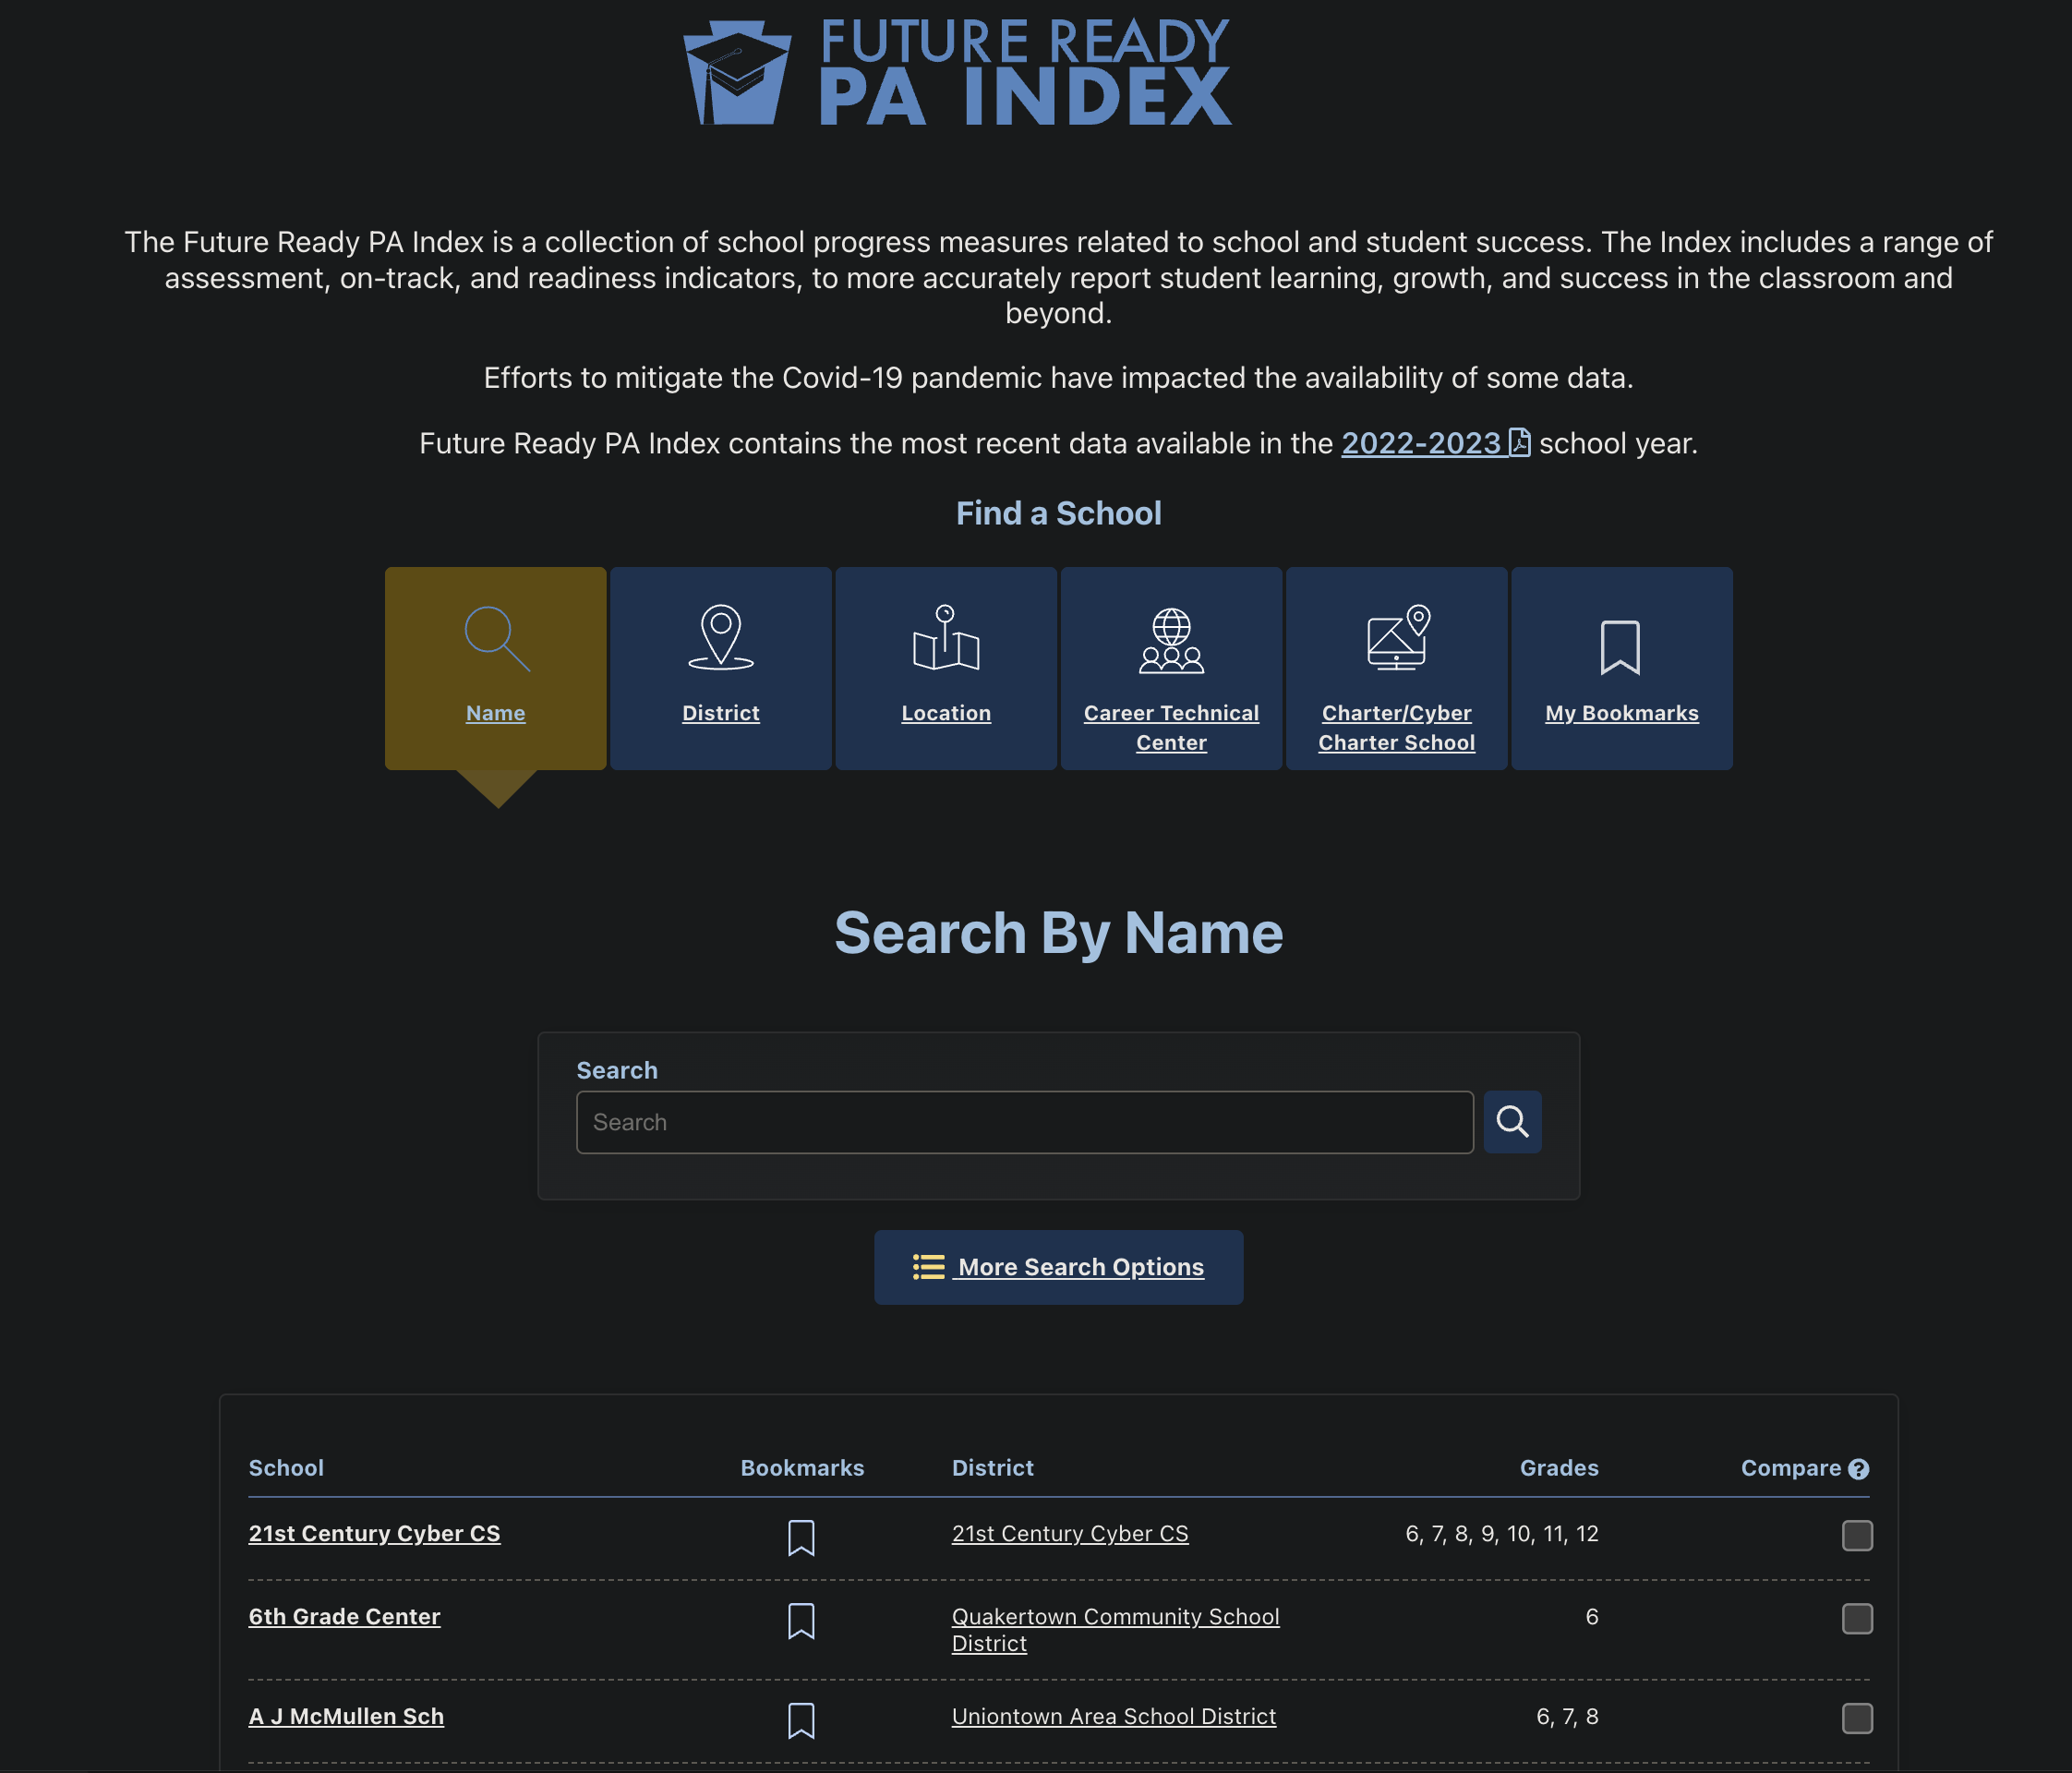 FUTURE READY
PA INDEX
The Future Ready PA Index is a collection of school progress measures related to school and student success. The Index includes a range of
assessment, on-track, and readiness indicators, to more accurately report student learning, growth, and success in the classroom and
beyond.
Efforts to mitigate the Covid-19 pandemic have impacted the availability of some data.
Future Ready PA Index contains the most recent data available in the 2022-2023 school year.
Find a School
Name
District
Location
Career Technical
Center
Charter/Cyber
Charter School
My Bookmarks
Search By Name
Search
Search
More Search Options
School Bookmarks District Grades Compare ?
21st Century Cyber CS 21st Century Cyber CS 6, 7, 8, 9, 10, 11, 12
6th Grade Center Quakertown Community School 6
District
A J McMullen Sch Uniontown Area School District 6, 7, 8